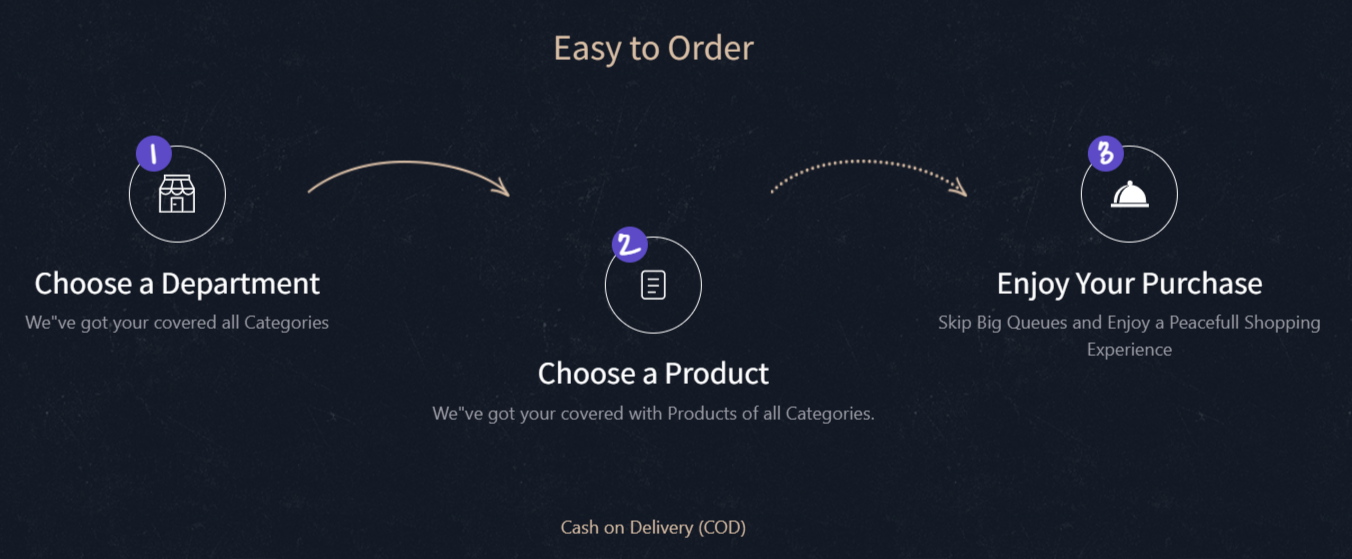 Easy to Order
1
Choose a Department
We"ve got your covered all Categories
2
Choose a Product
We"ve got your covered with Products of all Categories.
3
Enjoy Your Purchase
Skip Big Queues and Enjoy a Peacefull Shopping
Experience
Cash on Delivery (COD)